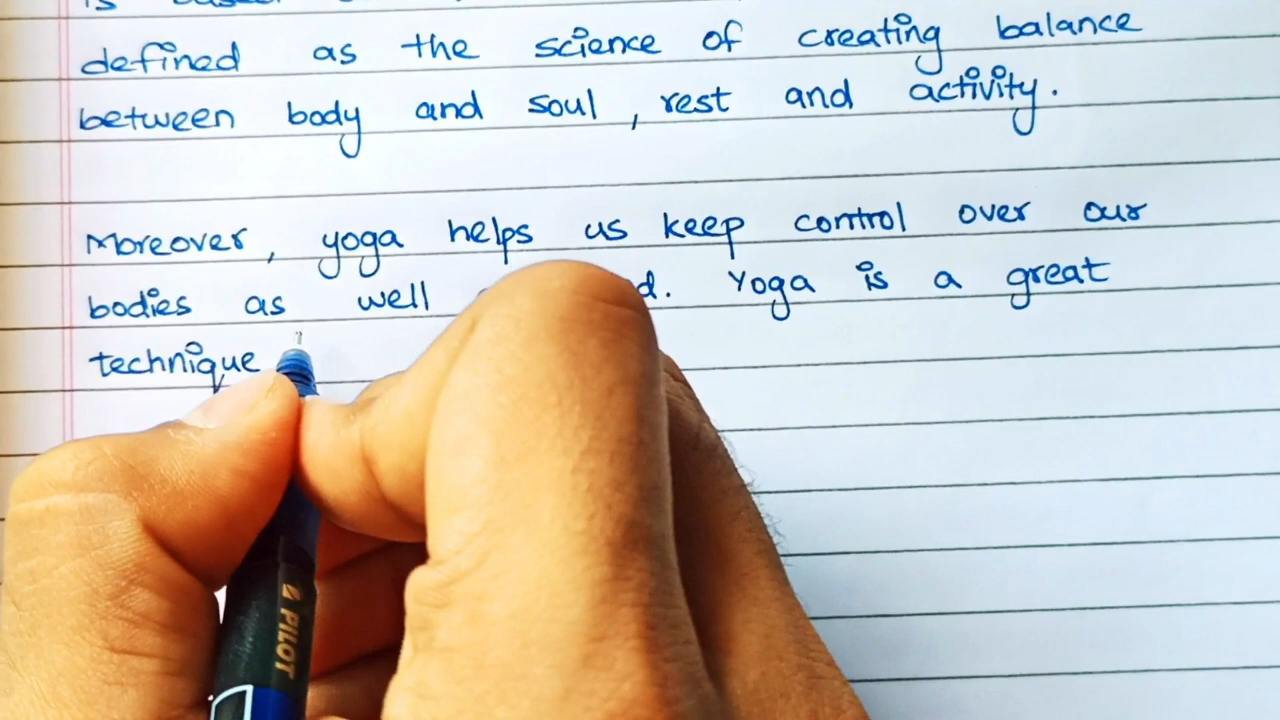 is
defined as the science of creating balance
between body and soul , rest and activity.
Moreover, yoga helps us keep control over our
bodies as well d. Yoga is a great
technique
PILOT